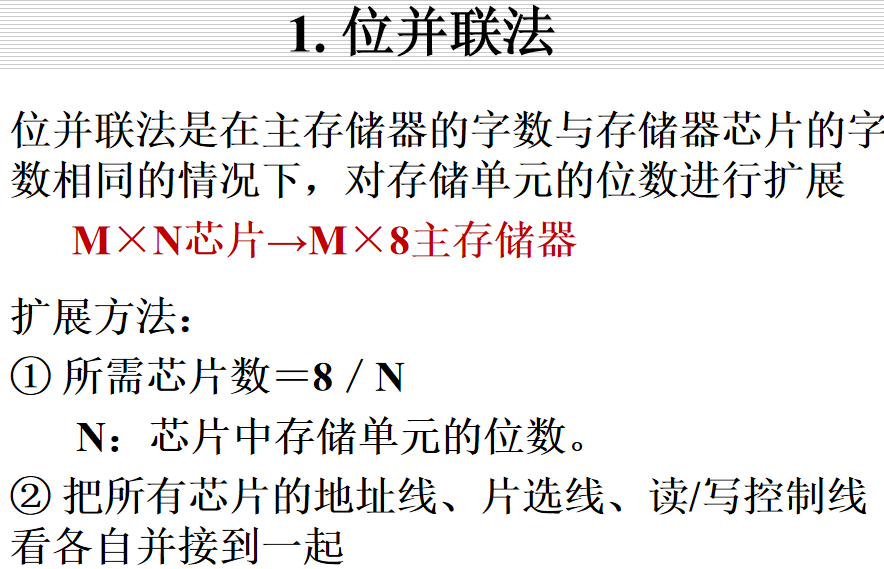 1. 位并联法
位并联法是在主存储器的字数与存储器芯片的字
数相同的情况下，对存储单元的位数进行扩展
M×N芯片→M×8主存储器
扩展方法：
① 所需芯片数＝8／N
N：芯片中存储单元的位数。
② 把所有芯片的地址线、片选线、读/写控制线
看各自并接到一起